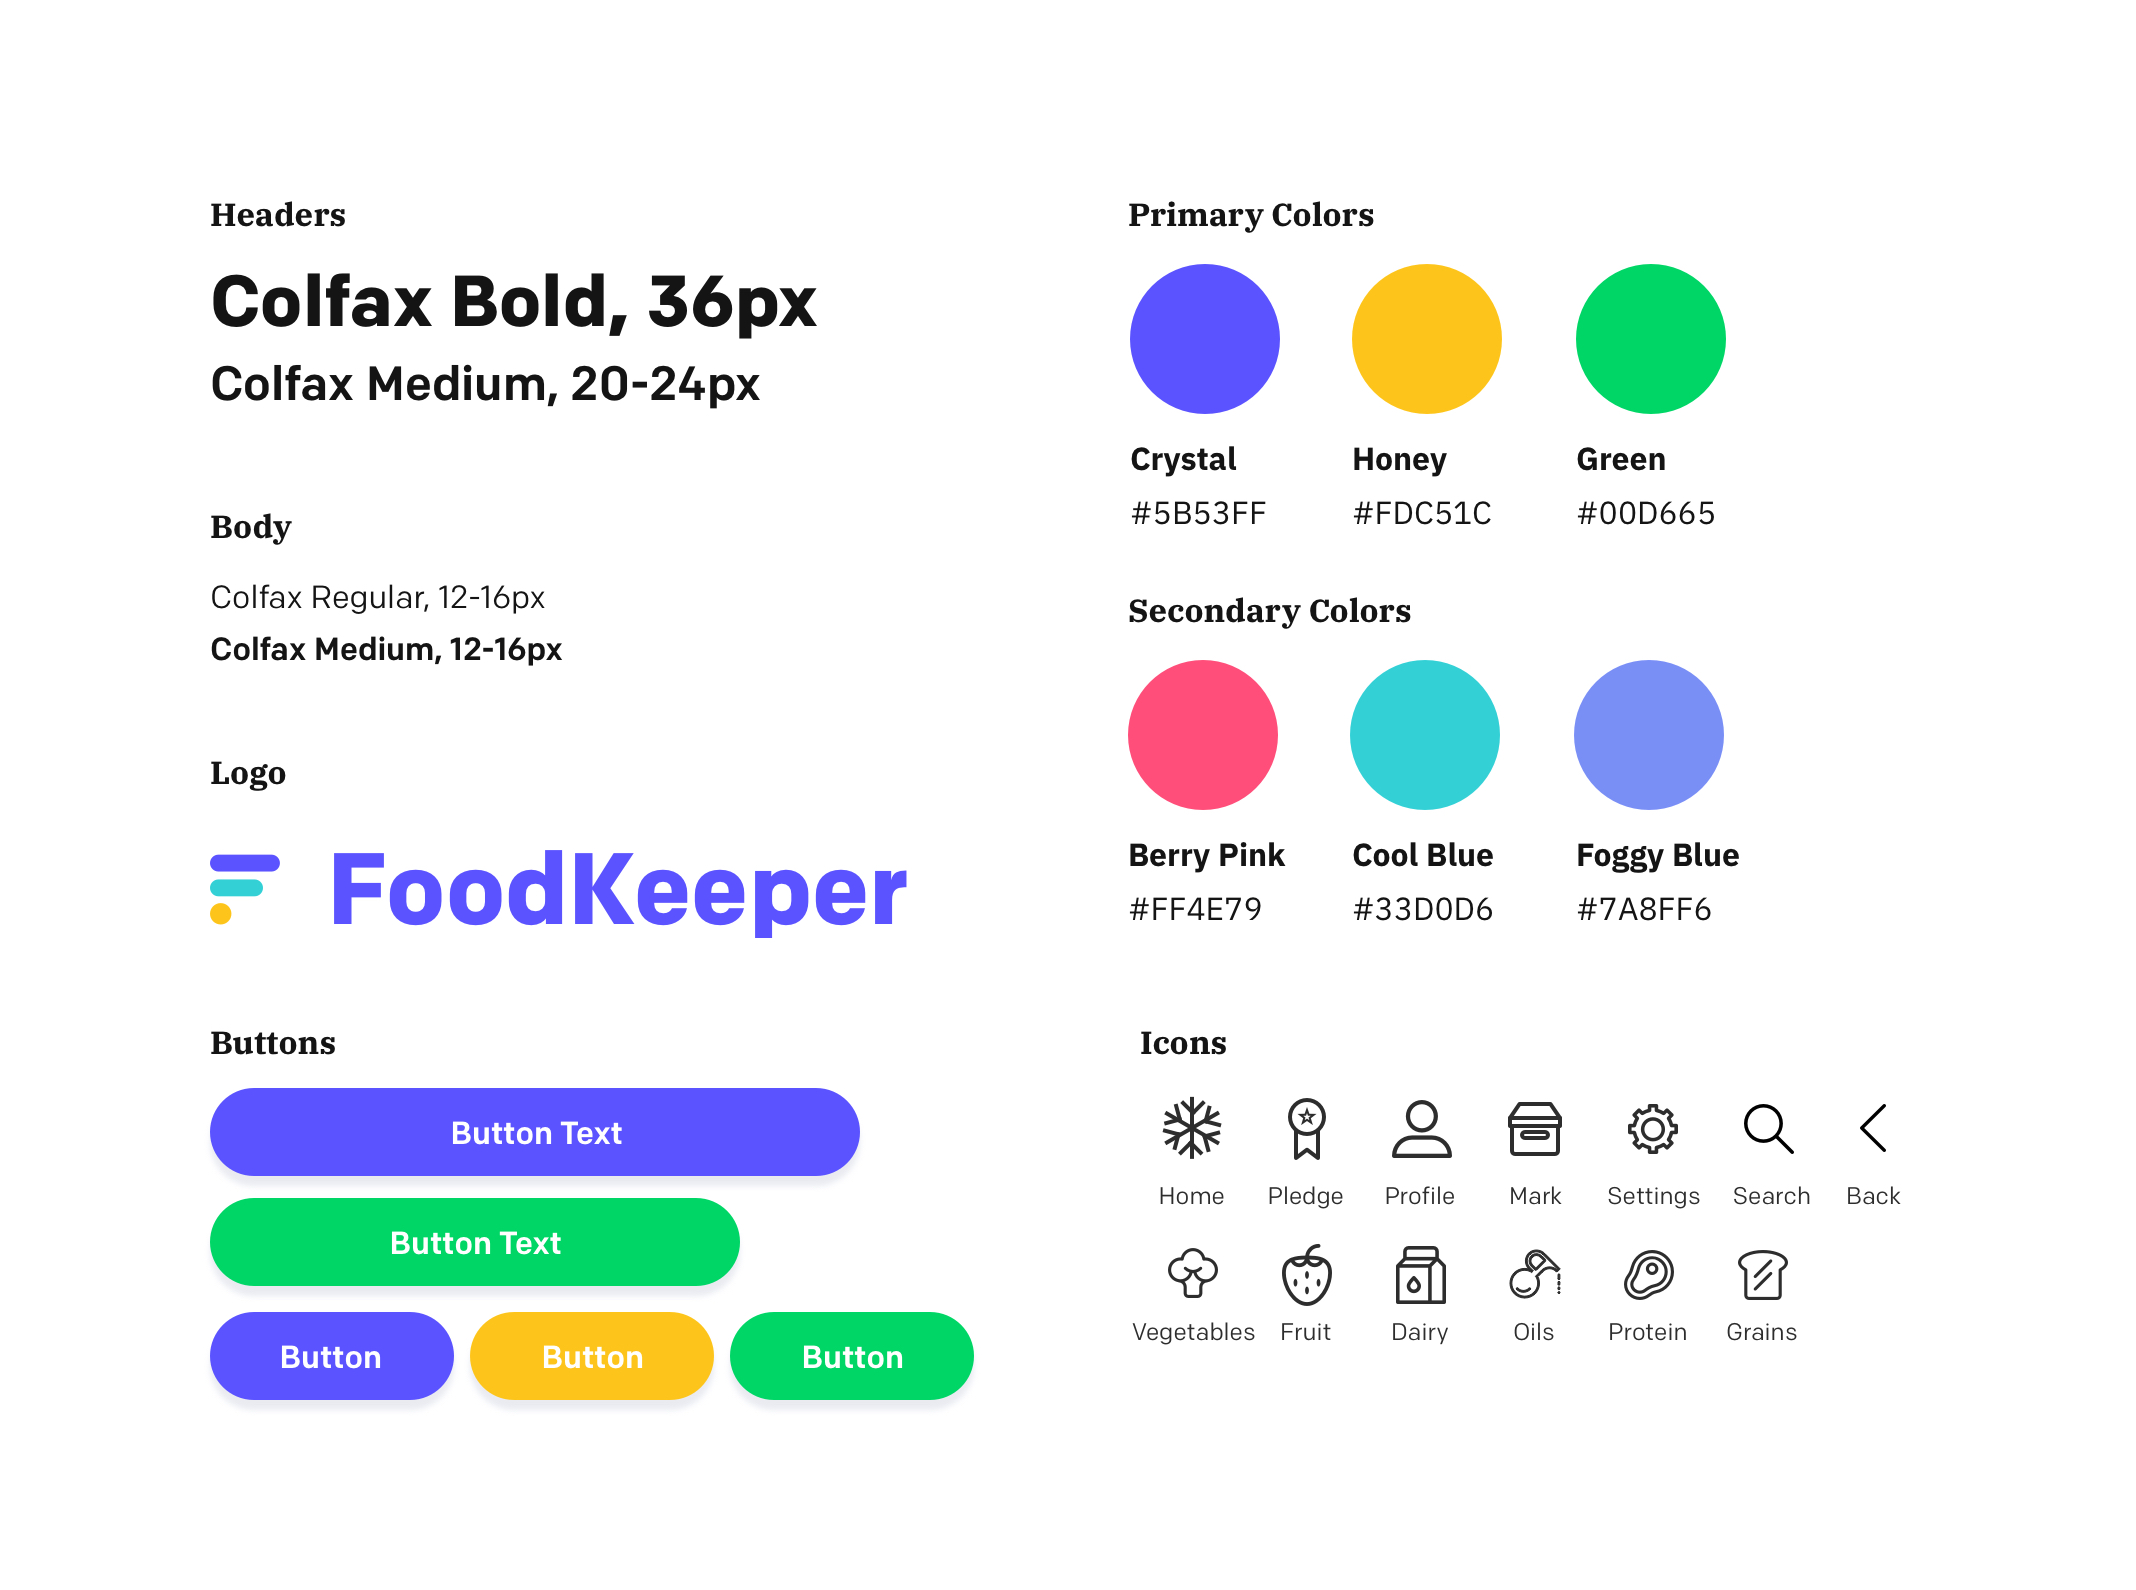 Headers
Colfax Bold, 36px
Colfax Medium, 20-24px
Body
Colfax Regular, 12-16px
Colfax Medium, 12-16px
Logo
FoodKeeper
Buttons
Button Text
Button Text
Button Button Button
Primary Colors
Crystal Honey Green
#5B53FF #FDC51C #00D665
Secondary Colors
Berry Pink Cool Blue Foggy Blue
#FF4E79 #33D0D6 #7A8FF6
Icons
Home Pledge Profile Mark Settings Search Back
Vegetables Fruit Dairy Oils Protein Grains